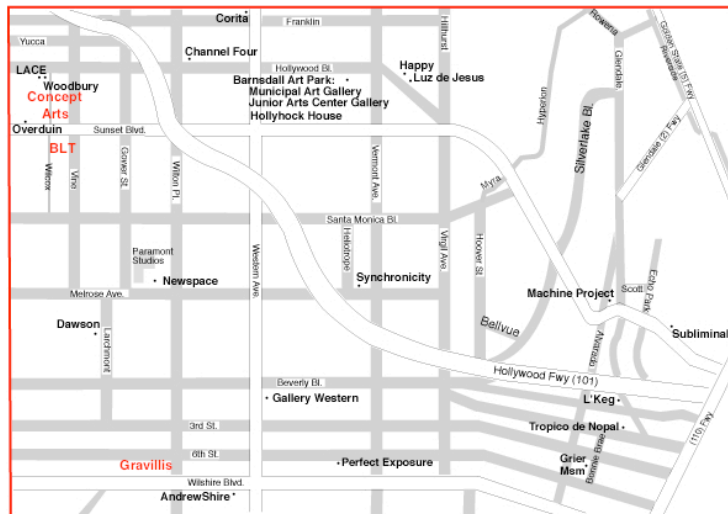 Corita
Franklin
Yucca
Channel Four
Hollywood Bl.
LACE
Woodbury
Concept
Arts
Overduin
Sunset Blvd.
BLT
Barnsdall Art Park:
Municipal Art Gallery
Junior Arts Center Gallery
Hollyhock House
Happy
Luz de Jesus
Hillhurst
Rowena
Glendale
Golden State (5) Fwy
Riverside
Hyperion
Silverlake Bl.
Glendale (2) Fwy
Wilcox
Vine
Gower St.
Wilton Pl.
Vermont Ave.
Myra
Santa Monica Bl.
Paramont
Studios
Newspace
Western Ave.
Heliotrope
Synchronicity
Virgil Ave.
Hoover St
Melrose Ave.
Machine Project
Scott
Echo Park
Subliminal
Dawson
Larchmont
Bellvue
Alvarado
Hollywood Fwy (101)
Beverly Bl.
Gallery Western
L'Keg
3rd St.
Tropico de Nopal
(110) Fwy
6th St.
Gravillis
Perfect Exposure
Grier
Msm
Bonnie Brae
Wilshire Blvd.
AndrewShire